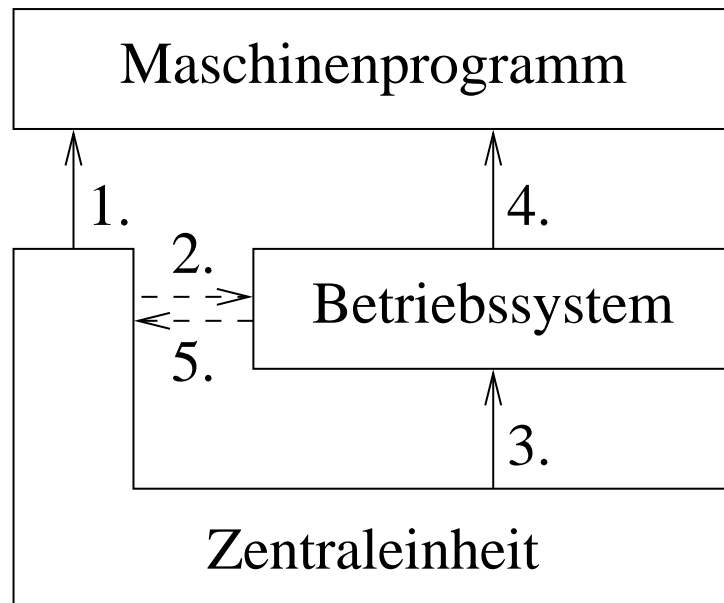 Maschinenprogramm
1.
4.
2.
Betriebssystem
5.
3.
Zentraleinheit